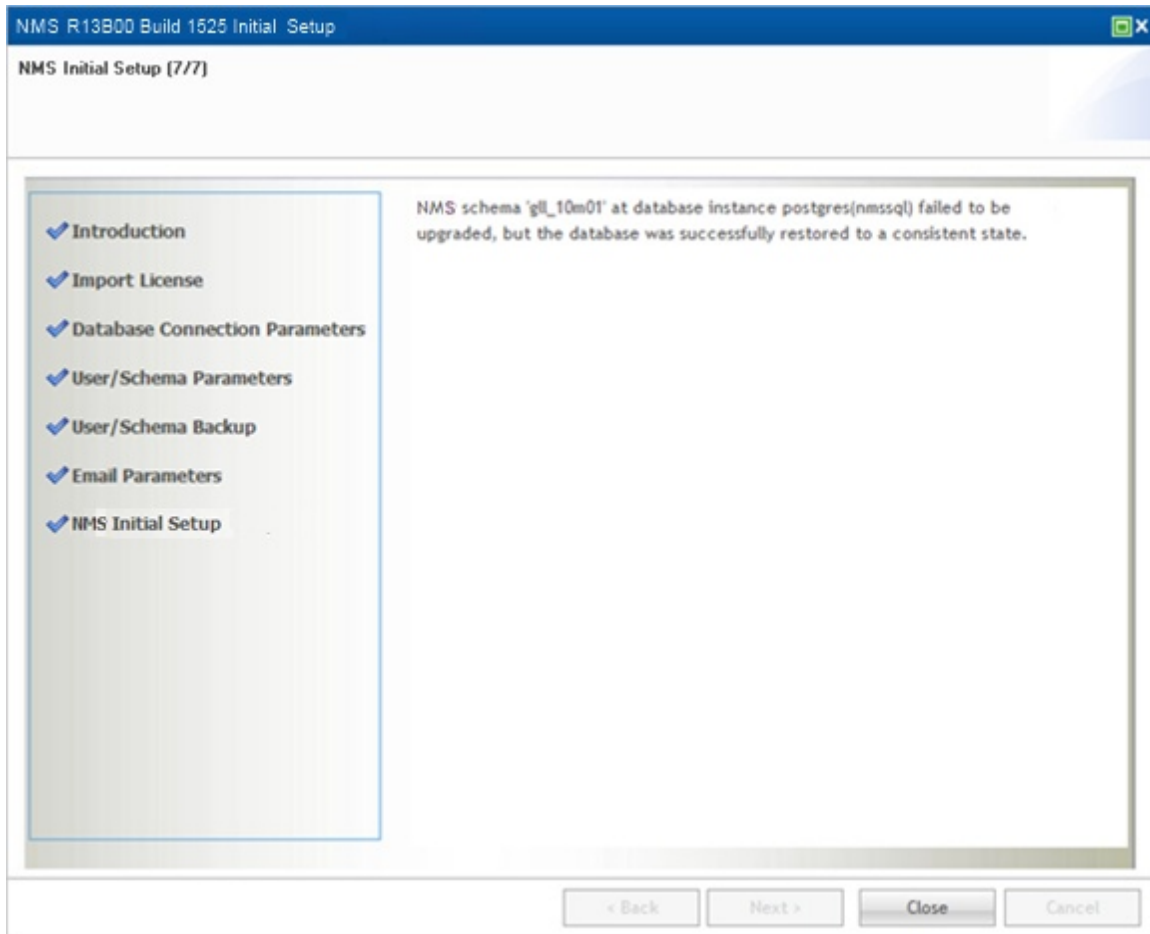 NMS R13B00 Build 1525 Initial Setup
NMS Initial Setup (7/7)
Introduction
Import License
Database Connection Parameters
User/Schema Parameters
User/Schema Backup
Email Parameters
NMS Initial Setup
NMS schema 'gll_10m01' at database instance postgres(nmssql) failed to be
upgraded, but the database was successfully restored to a consistent state.
< Back
Next >
Close
Cancel